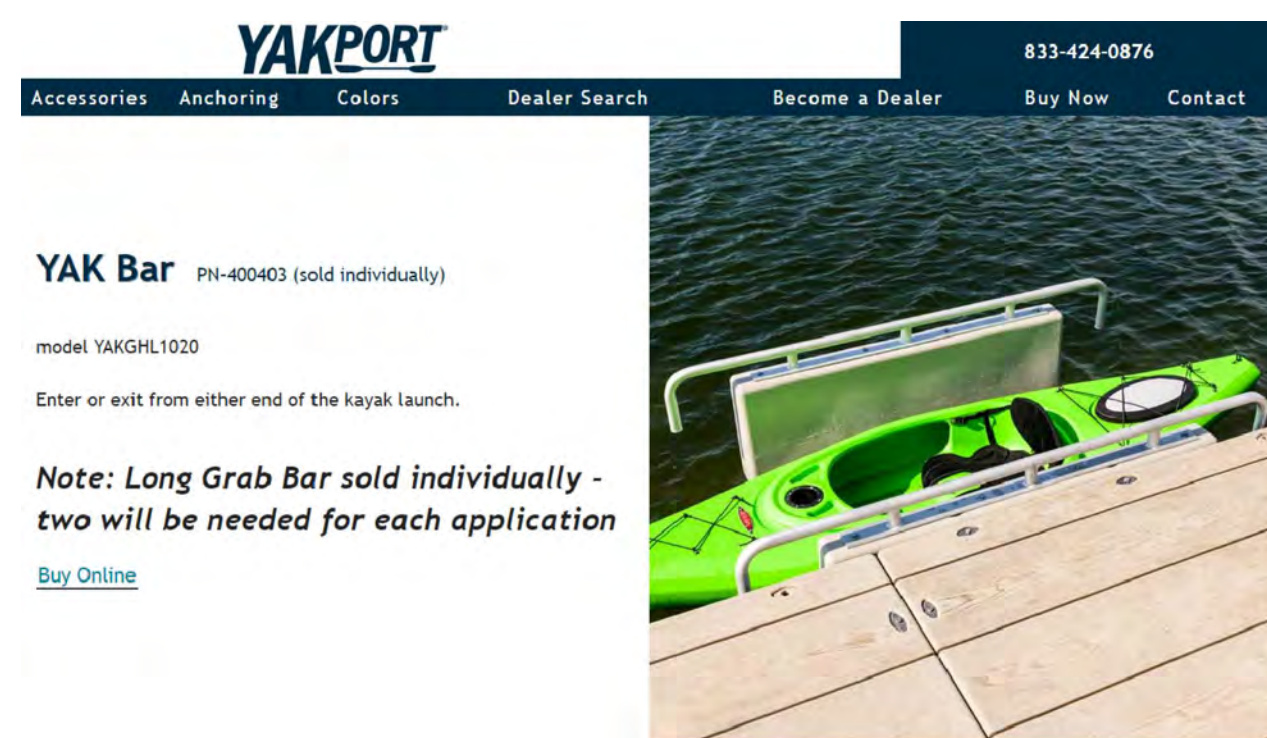 YAKPORT
833-424-0876
Accessories Anchoring Colors Dealer Search Become a Dealer Buy Now Contact
YAK Bar PN-400403 (sold individually)
model YAKGHL1020
Enter or exit from either end of the kayak launch.
Note: Long Grab Bar sold individually -
two will be needed for each application
Buy Online